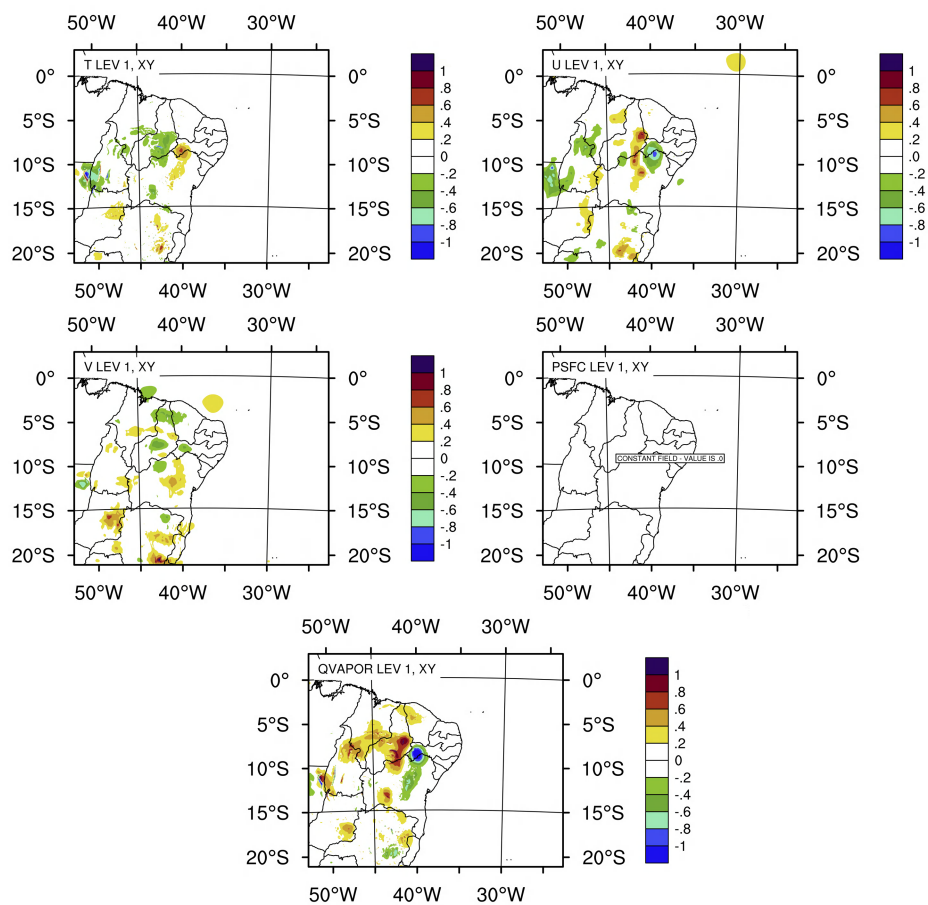 50°W 40°W 30°W 50°W 40°W 30°W
T LEV 1, XY U LEV 1, XY
0° 0° 1 0° 0° 1
.8 .8
5°S 5°S .6 5°S 5°S .6
.4 .4
.2 .2
10°S 10°S 0 10°S 10°S .0
-.2 -.2
-.4 -.4
15°S 15°S -.6 15°S 15°S -.6
-.8 -.8
20°S 20°S -1 20°S 20°S -1
50°W 40°W 30°W 50°W 40°W 30°W
50°W 40°W 30°W 50°W 40°W 30°W
V LEV 1, XY PSFC LEV 1, XY
0° 0° 1 0° 0°
.8
5°S 5°S .6 5°S 5°S
.4
.2
10°S 10°S 0 10°S CONSTANT FIELD - VALUE IS .0 10°S
-.2
-.4
15°S 15°S -.6 15°S 15°S
-.8
20°S 20°S -1 20°S 20°S
50°W 40°W 30°W 50°W 40°W 30°W
50°W 40°W 30°W
QVAPOR LEV 1, XY
0° 0° 1
.8
5°S 5°S .6
.4
.2
10°S 10°S 0
-.2
-.4
15°S 15°S -.6
-.8
20°S 20°S -1
50°W 40°W 30°W